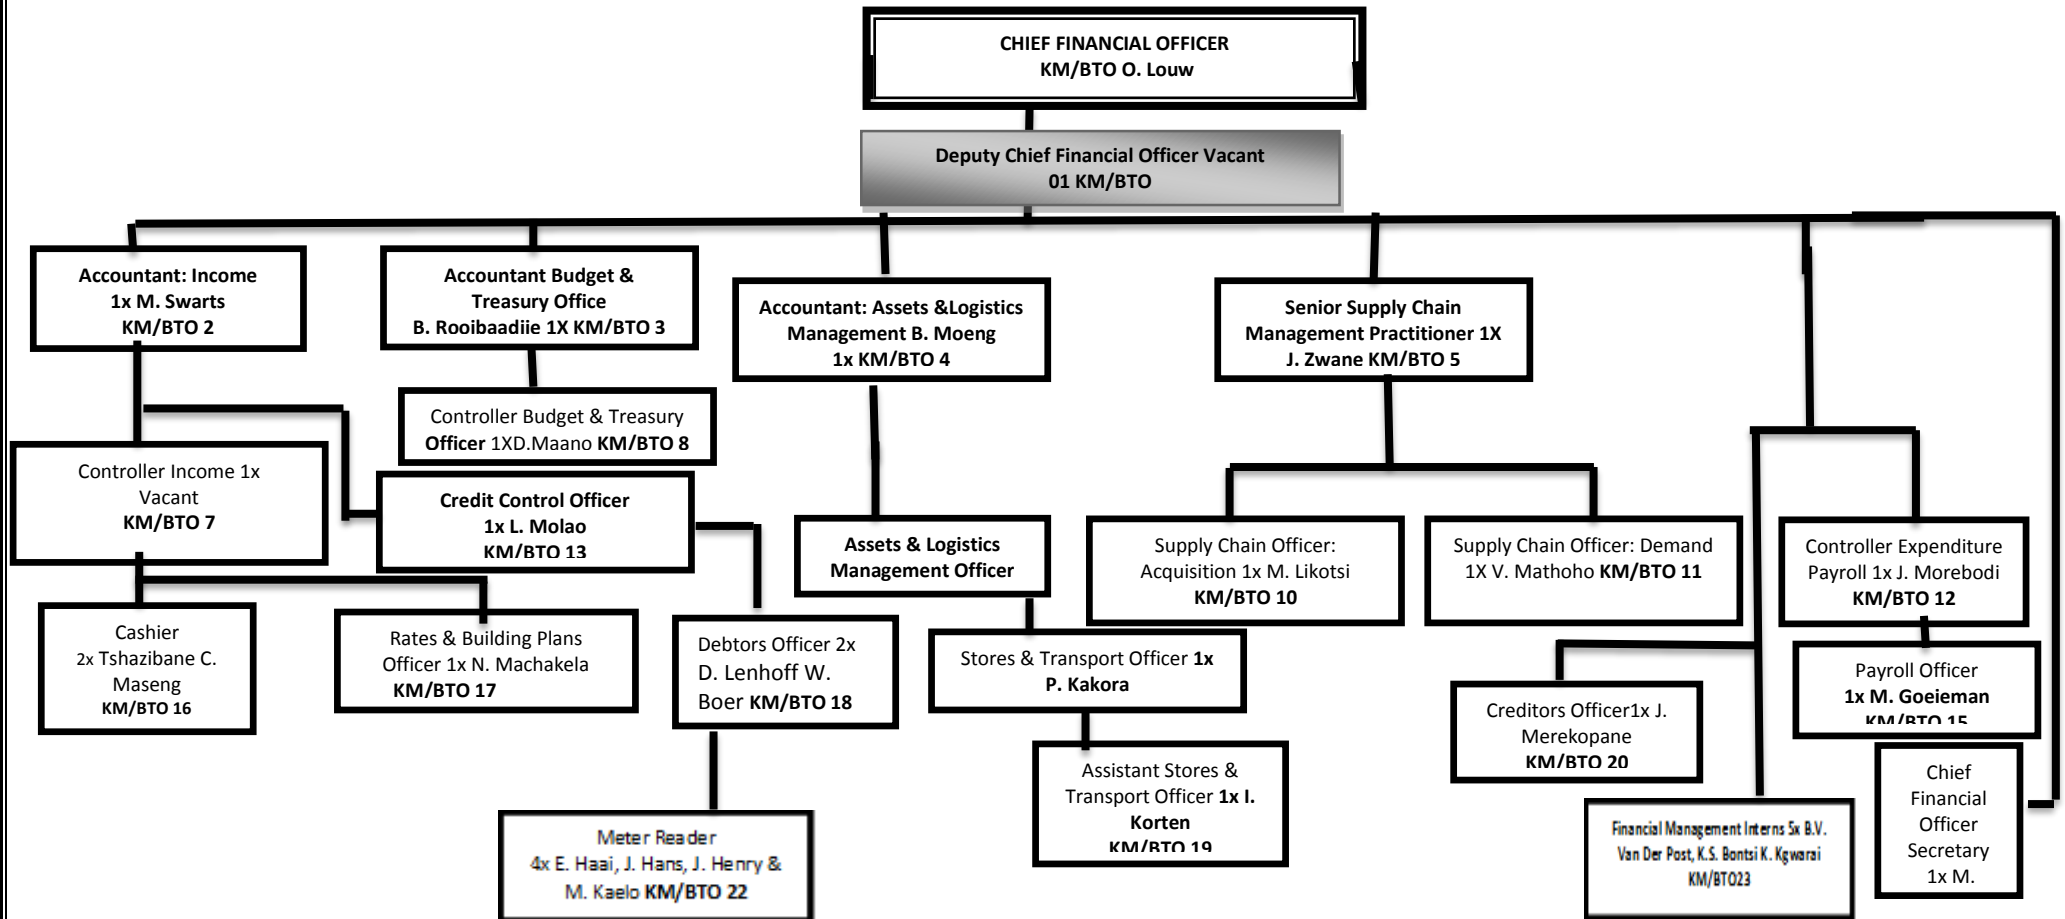 CHIEF FINANCIAL OFFICER
KM/BTO O. Louw
Deputy Chief Financial Officer Vacant
01 KM/BTO
Accountant: Income
1x M. Swarts
KM/BTO 2
Accountant Budget &
Treasury Office
B. Rooibaadiie 1X KM/BTO 3
Accountant: Assets &Logistics
Management B. Moeng
1x KM/BTO 4
Senior Supply Chain
Management Practitioner 1X
J. Zwane KM/BTO 5
Controller Budget & Treasury
Officer 1XD.Maano KM/BTO 8
Controller Income 1x
Vacant
KM/BTO 7
Credit Control Officer
1x L. Molao
KM/BTO 13
Assets & Logistics
Management Officer
Supply Chain Officer:
Acquisition 1x M. Likotsi
KM/BTO 10
Supply Chain Officer: Demand
1X V. Mathoho KM/BTO 11
Controller Expenditure
Payroll 1x J. Morebodi
KM/BTO 12
Cashier
2x Tshazibane C.
Maseng
KM/BTO 16
Rates & Building Plans
Officer 1x N. Machakela
KM/BTO 17
Debtors Officer 2x
D. Lenhoff W.
Boer KM/BTO 18
Stores & Transport Officer 1x
P. Kakora
Payroll Officer
1x M. Goeieman
KM/BTO 15
Creditors Officer1x J.
Merekopane
KM/BTO 20
Assistant Stores &
Transport Officer 1x I.
Korten
KM/BTO 19
Chief
Financial
Officer
Secretary
1x M.
Meter Reader
4x E. Haai, J. Hans, J. Henry &
M. Kaelo KM/BTO 22
Financial Management Interns 5x B.V.
Van Der Post, K.S. Bontsi K. Kgwarai
KM/BTO23